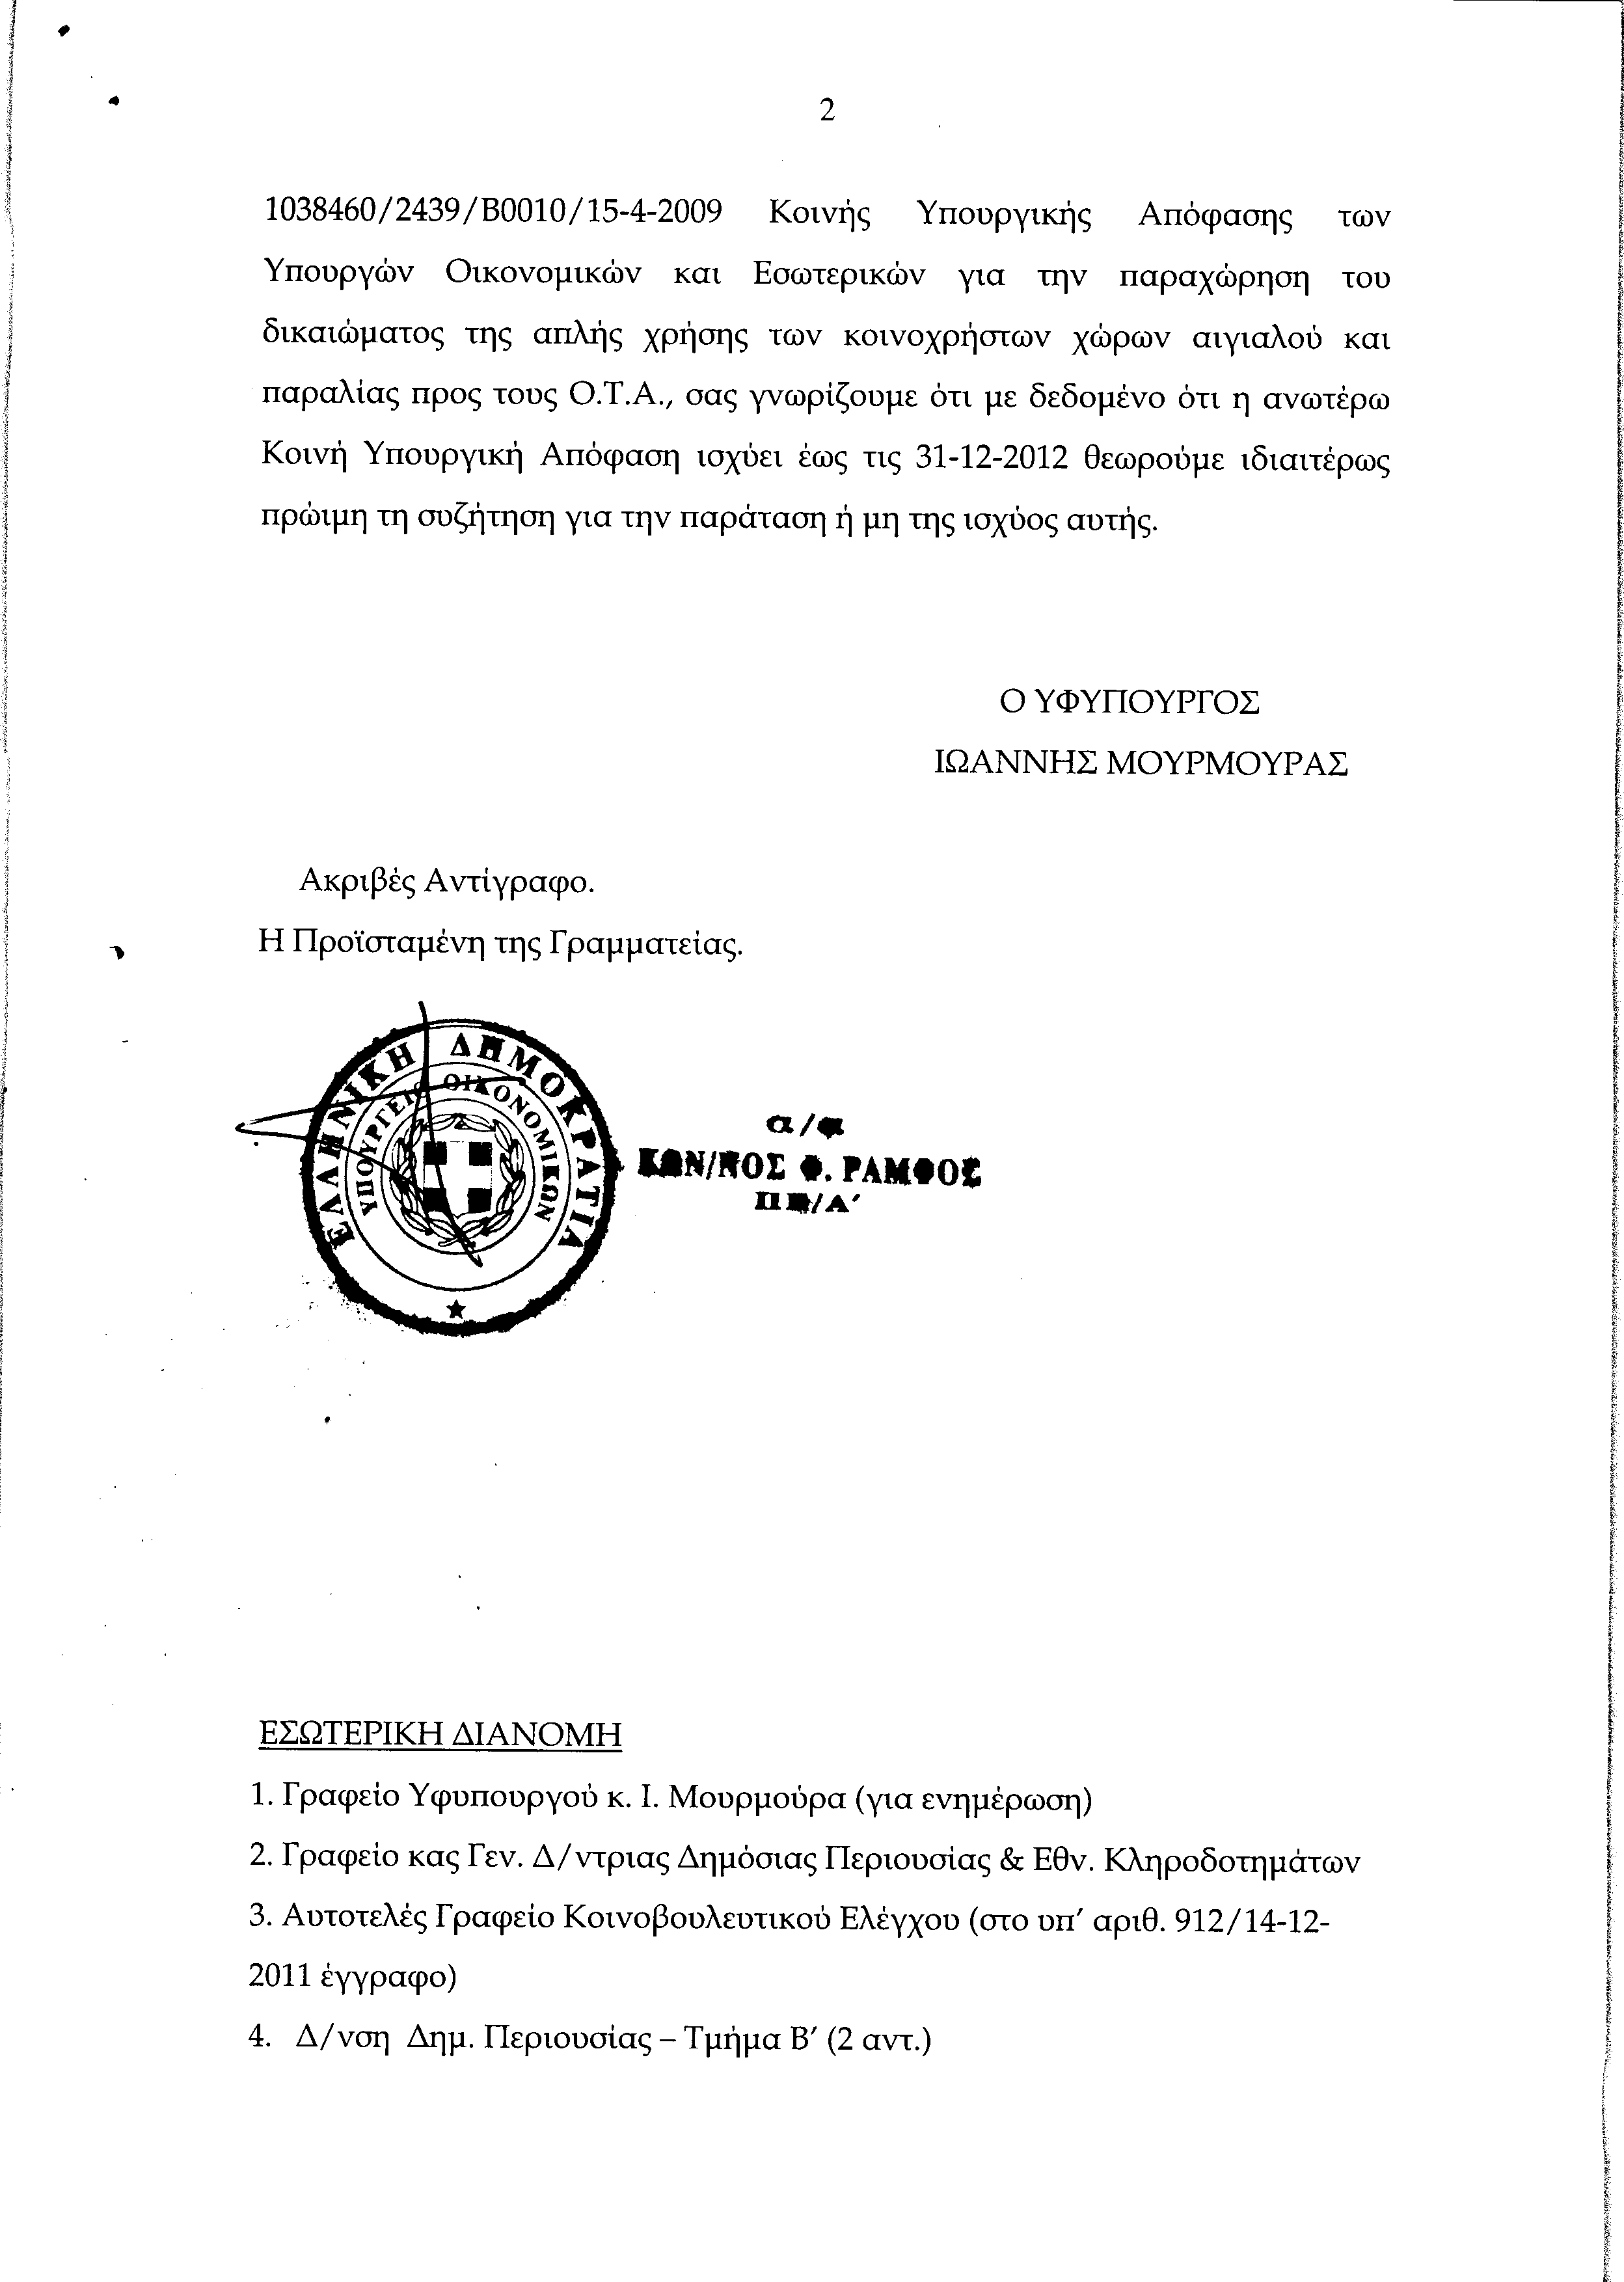 2
1038460/2439/Β0010/15-4-2009 Κοινής Υπουργικής Απόφασης των
Υπουργών Οικονομικών και Εσωτερικών για την παραχώρηση του
δικαιώματος της απλής χρήσης των κοινοχρήστων χώρων αιγιαλού και
παραλίας προς τους Ο.Τ.Α., σας γνωρίζουμε ότι με δεδομένο ότι η ανωτέρω
Κοινή Υπουργική Απόφαση ισχύει έως τις 31-12-2012 θεωρούμε ιδιαιτέρως
πρώιμη τη συζήτηση για την παράταση ή μη της ισχύος αυτής.
Ο ΥΦΥΠΟΥΡΓΟΣ
ΙΩΑΝΝΗΣ ΜΟΥΡΜΟΥΡΑΣ
Ακριβές Αντίγραφο.
Η Προϊσταμένη της Γραμματείας.
ΕΛΛΗΝΙΚΗ ΔΗΜΟΚΡΑΤΙΑ
ΥΠΟΥΡΓΕΙΟ ΟΙΚΟΝΟΜΙΚΩΝ
ΚΩΝ/ΝΟΣ Φ. ΡΑΜΦΟΣ
ΕΣΩΤΕΡΙΚΗ ΔΙΑΝΟΜΗ
1. Γραφείο Υφυπουργού κ. Ι. Μουρμούρα (για ενημέρωση)
2. Γραφείο κας Γεν. Δ/ντριας Δημόσιας Περιουσίας & Εθν. Κληροδοτημάτων
3. Αυτοτελές Γραφείο Κοινοβουλευτικού Ελέγχου (στο υπ' αριθ. 912/14-12-
2011 έγγραφο)
4. Δ/νση Δημ. Περιουσίας – Τμήμα Β' (2 αντ.)